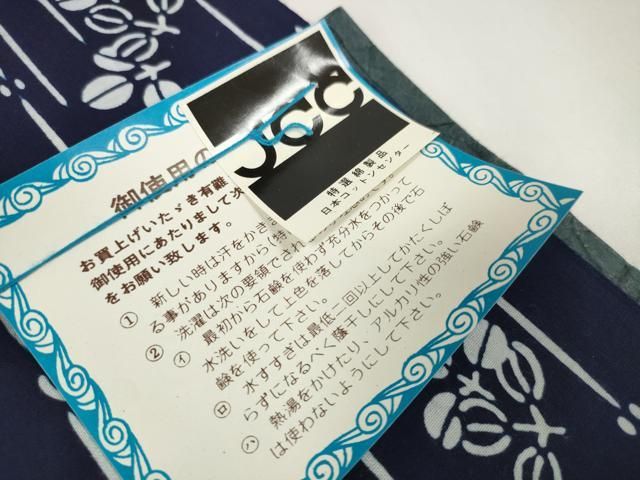 JCC
特選綿製品
日本コットンセンター
御使用の
お買上げいたゞき有難
御使用にあたりまして次
をお願い致します。
① 新しい時は汗をかきま
る事がありますから(特
② 洗濯は次の要領でされ
㋑ 最初から石鹸を使わず充分水をつかって
水洗いをして上色を落してからその後で石
鹸を使って下さい。
㋺ 水すすぎは最低二回以上してかたくしぼ
らずになるべく蔭干しにして下さい。
㋩ 熱湯をかけたり、アルカリ性の強い石鹸
は使わないようにして下さい。